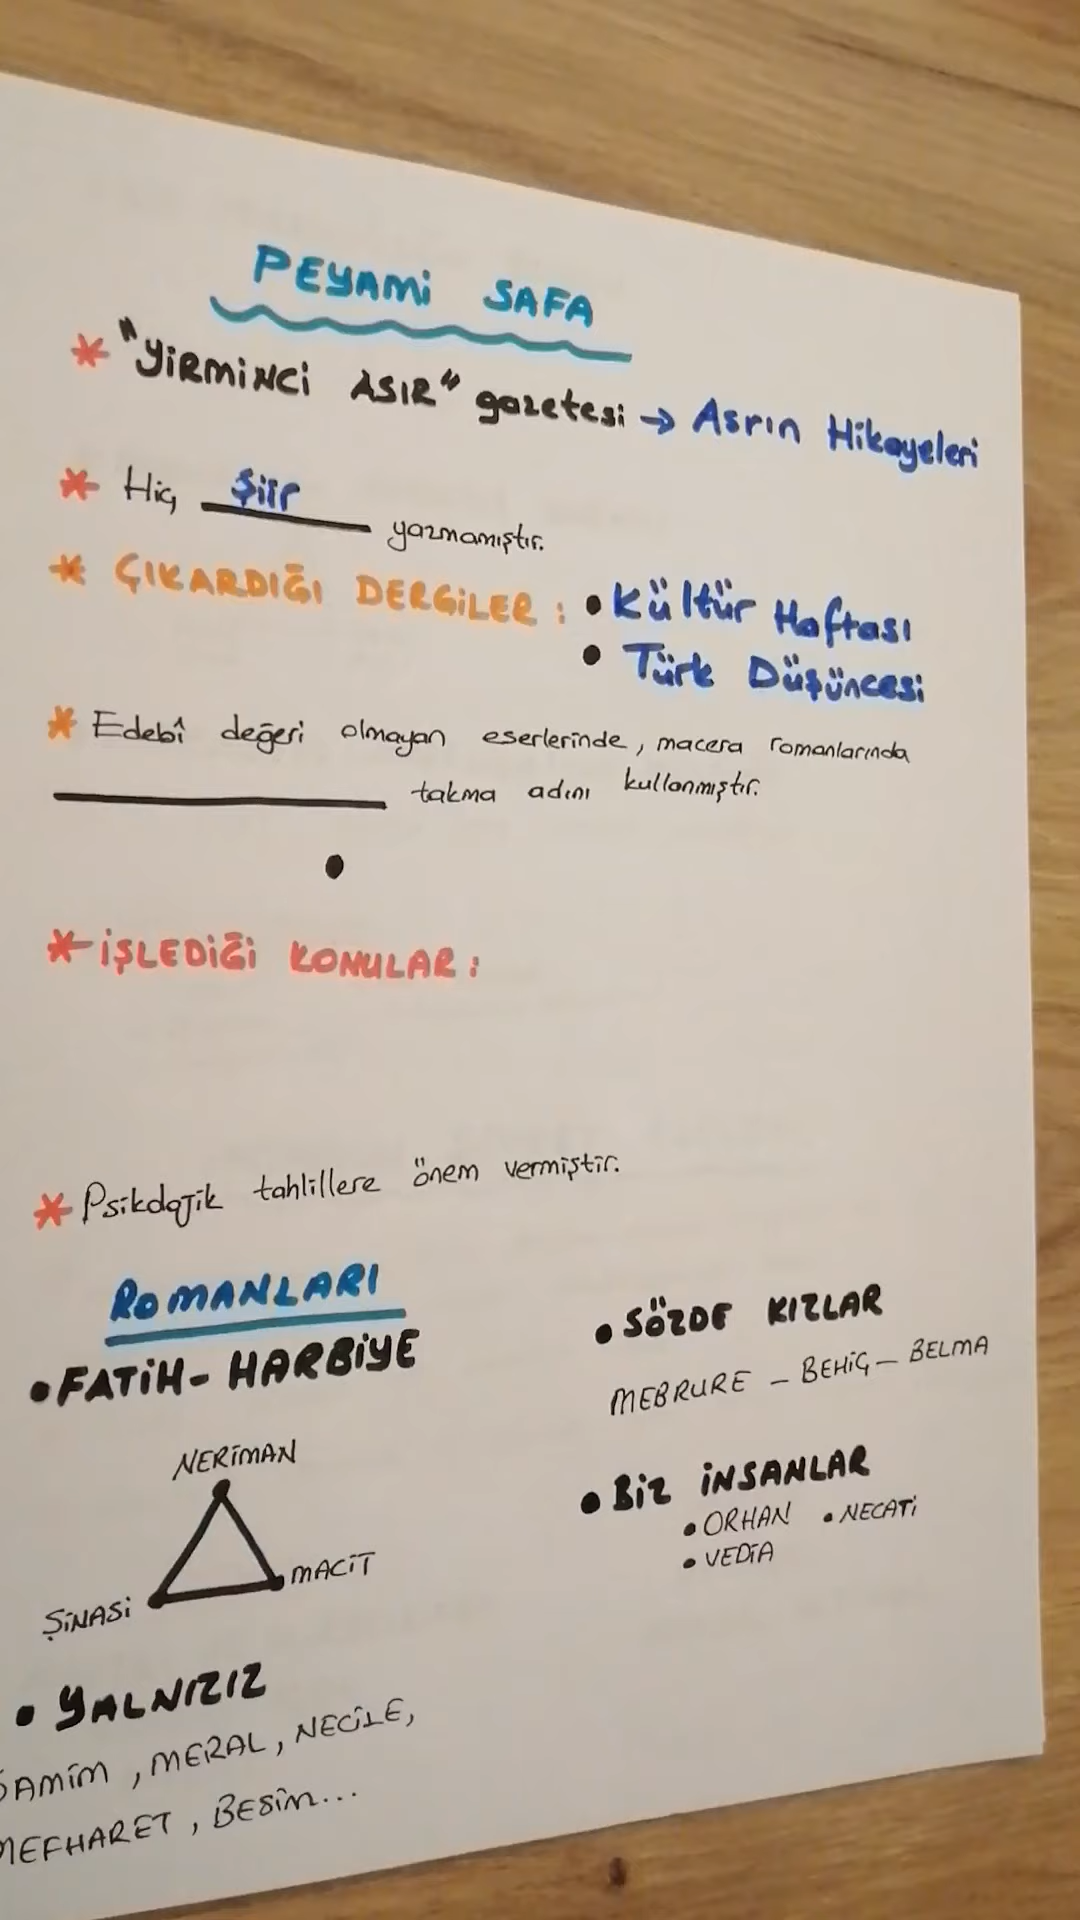 PEYAMİ SAFA
* "YİRMİNCİ ASIR" gazetesi → Asrın Hikayeleri
* Hiç Şiir yazmamıştır.
* ÇIKARDIĞI DERGİLER : • Kültür Haftası
• Türk Düşüncesi
* Edebî değeri olmayan eserlerinde, macera romanlarında
takma adını kullanmıştır.
•
* İŞLEDİĞİ KONULAR :
* Psikolojik tahlillere önem vermiştir.
ROMANLARI
• FATİH - HARBİYE
NERİMAN
ŞİNASİ
MACİT
• YALNIZIZ
SAMİM , MERAL , NECİLE,
MEFHARET , BESİM...
• SÖZDE KIZLAR
MEBRURE - BEHİÇ - BELMA
• BİZ İNSANLAR
• ORHAN • NECATİ
• VEDİA